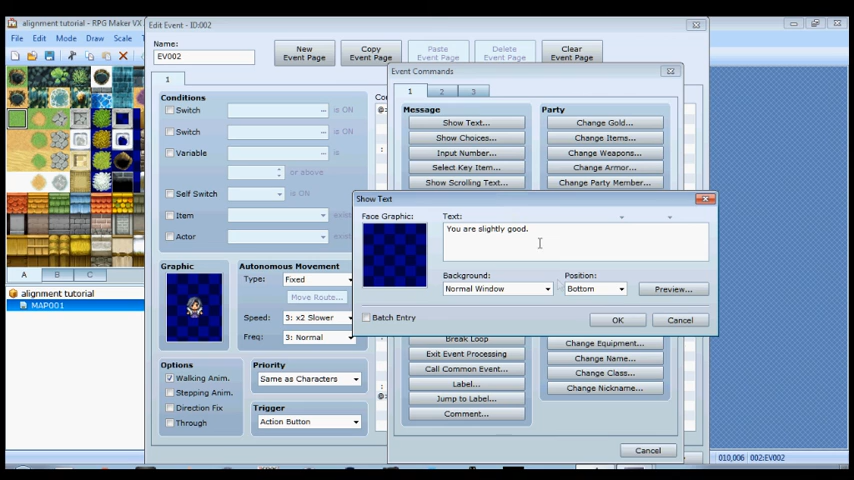 alignment tutorial - RPG Maker VX
File Edit Mode Draw Scale
A B C
alignment tutorial
MAP001
Edit Event - ID:002
Name:
EV002
New Event Page
Copy Event Page
Paste Event Page
Delete Event Page
Clear Event Page
1
Conditions
Switch ... is ON
Switch ... is ON
Variable ... is
or above
Self Switch is ON
Item
Actor
Graphic
Autonomous Movement
Type: Fixed
Move Route...
Speed: 3: x2 Slower
Freq: 3: Normal
Options
Walking Anim.
Stepping Anim.
Direction Fix
Through
Priority
Same as Characters
Trigger
Action Button
Event Commands
1 2 3
Message
Show Text...
Show Choices...
Input Number...
Select Key Item...
Show Scrolling Text...
Party
Change Gold...
Change Items...
Change Weapons...
Change Armor...
Change Party Member...
Show Text
Face Graphic:
Text:
You are slightly good.
Background:
Normal Window
Position:
Bottom
Preview...
Batch Entry
OK
Cancel
Break Loop
Exit Event Processing
Call Common Event...
Label...
Jump to Label...
Comment...
Change Equipment...
Change Name...
Change Class...
Change Nickname...
Cancel
010,006 002:EV002